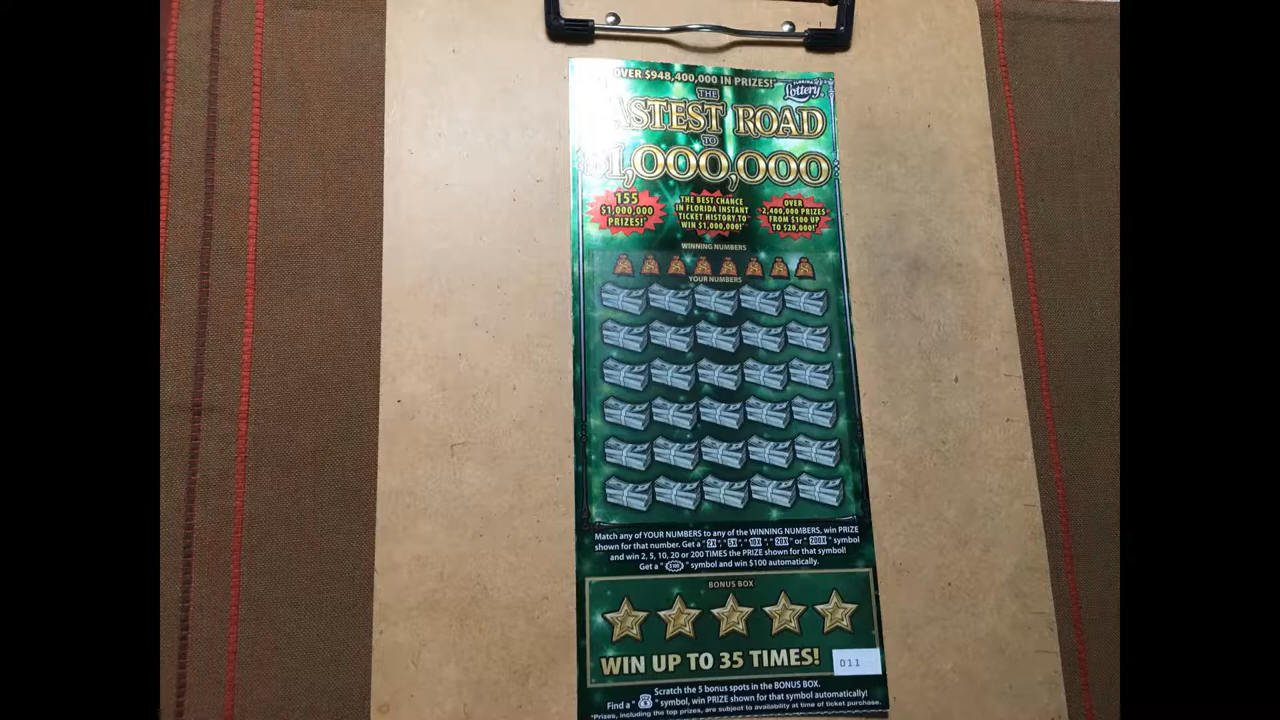 OVER $948,400,000 IN PRIZES!*
FLORIDA
Lottery
THE
FASTEST ROAD
TO
$1,000,000
155
$1,000,000
PRIZES!*
THE BEST CHANCE
IN FLORIDA INSTANT
TICKET HISTORY TO
WIN $1,000,000!*
OVER
2,400,000 PRIZES*
FROM $100 UP
TO $20,000!*
WINNING NUMBERS
YOUR NUMBERS
Match any of YOUR NUMBERS to any of the WINNING NUMBERS, win PRIZE
shown for that number. Get a "2X", "5X", "10X", "20X" or "200X" symbol
and win 2, 5, 10, 20 or 200 TIMES the PRIZE shown for that symbol!
Get a "$100" symbol and win $100 automatically.
BONUS BOX
WIN UP TO 35 TIMES!
011
Scratch the 5 bonus spots in the BONUS BOX.
Find a " " symbol, win PRIZE shown for that symbol automatically!
*Prizes, including the top prizes, are subject to availability at time of ticket purchase.